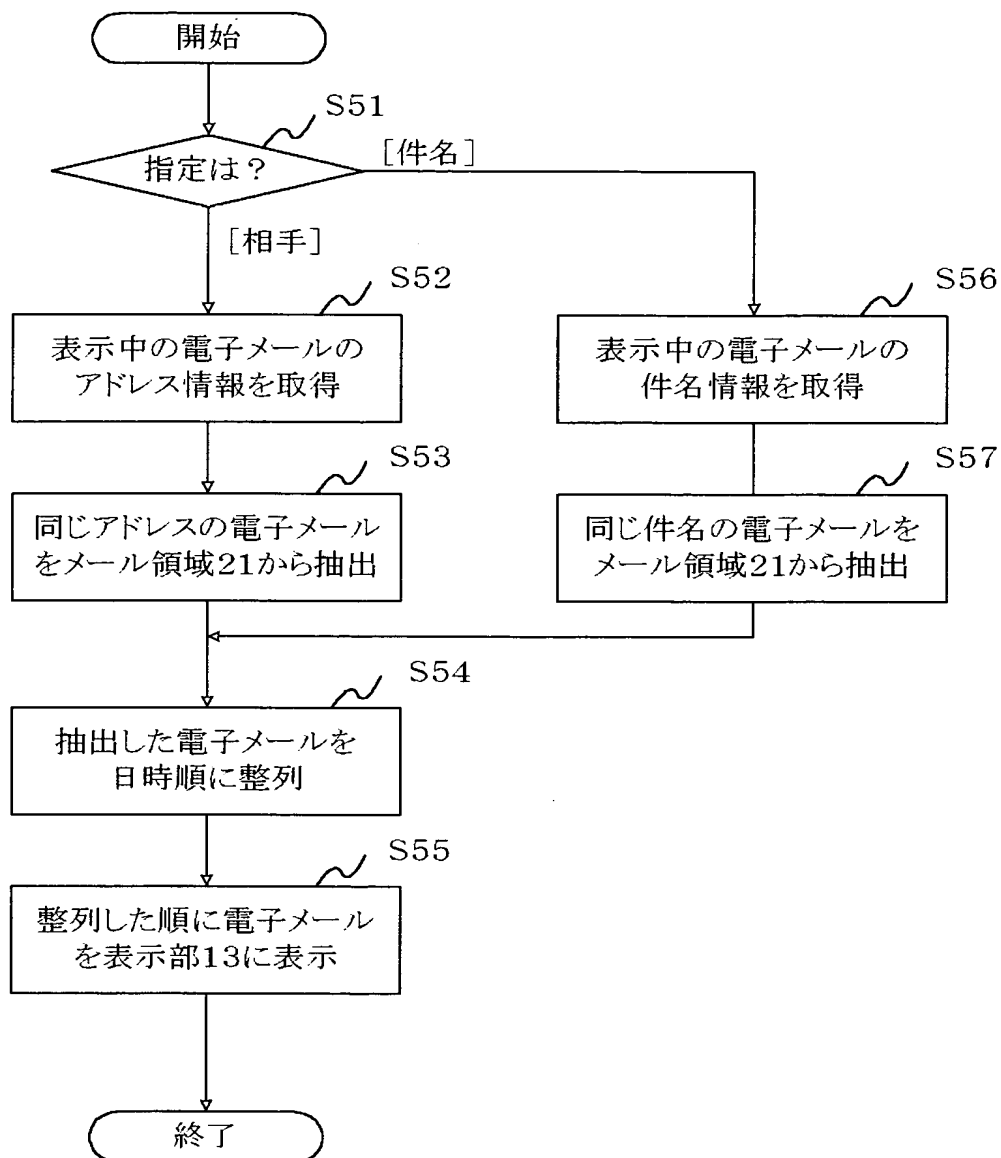 開始
S51
指定は？
[件名]
[相手]
S52
表示中の電子メールの
アドレス情報を取得
S56
表示中の電子メールの
件名情報を取得
S53
同じアドレスの電子メール
をメール領域21から抽出
S57
同じ件名の電子メールを
メール領域21から抽出
S54
抽出した電子メールを
日時順に整列
S55
整列した順に電子メール
を表示部13に表示
終了